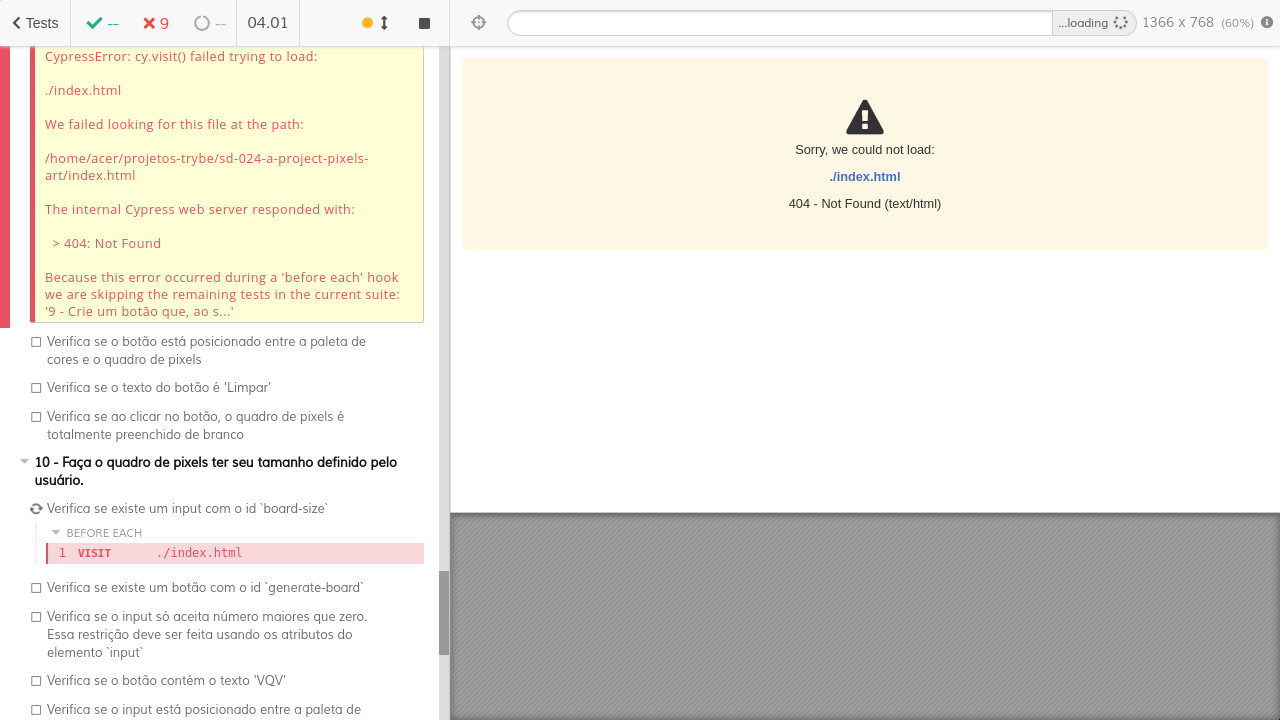 Tests
--
9
--
04.01
...loading
1366 x 768 (60%)
CypressError: cy.visit() failed trying to load:
./index.html
We failed looking for this file at the path:
/home/acer/projetos-trybe/sd-024-a-project-pixels-
art/index.html
The internal Cypress web server responded with:
> 404: Not Found
Because this error occurred during a 'before each' hook
we are skipping the remaining tests in the current suite:
'9 - Crie um botão que, ao s...'
Verifica se o botão está posicionado entre a paleta de
cores e o quadro de pixels
Verifica se o texto do botão é 'Limpar'
Verifica se ao clicar no botão, o quadro de pixels é
totalmente preenchido de branco
10 - Faça o quadro de pixels ter seu tamanho definido pelo
usuário.
Verifica se existe um input com o id `board-size`
BEFORE EACH
1 VISIT ./index.html
Verifica se existe um botão com o id `generate-board`
Verifica se o input só aceita número maiores que zero.
Essa restrição deve ser feita usando os atributos do
elemento `input`
Verifica se o botão contém o texto 'VQV'
Verifica se o input está posicionado entre a paleta de
Sorry, we could not load:
./index.html
404 - Not Found (text/html)